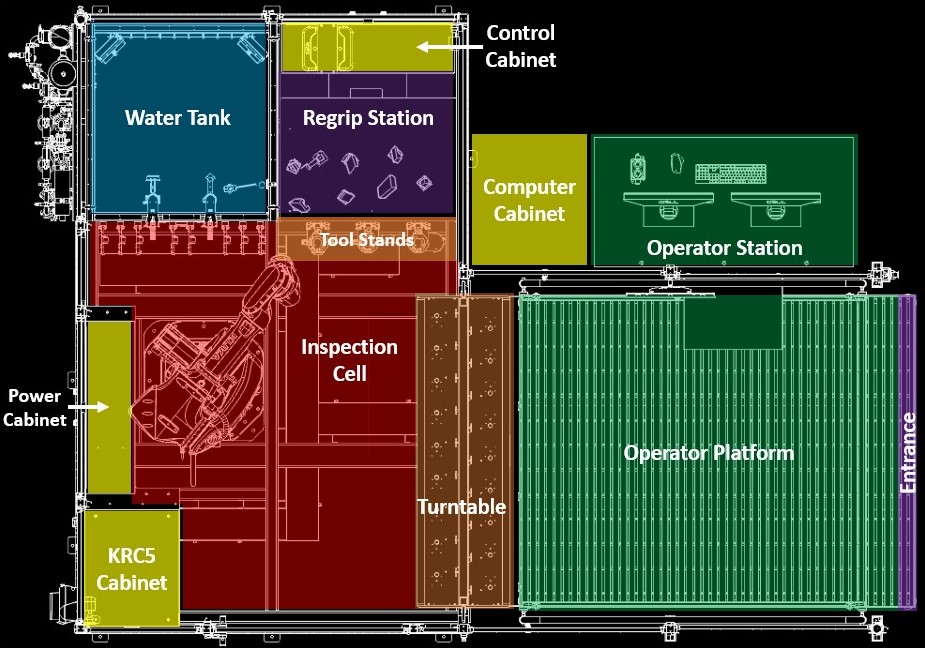 Control
Cabinet
Water Tank
Regrip Station
Computer
Cabinet
Operator Station
Tool Stands
Inspection
Cell
Power
Cabinet
Operator Platform
Entrance
Turntable
KRC5
Cabinet